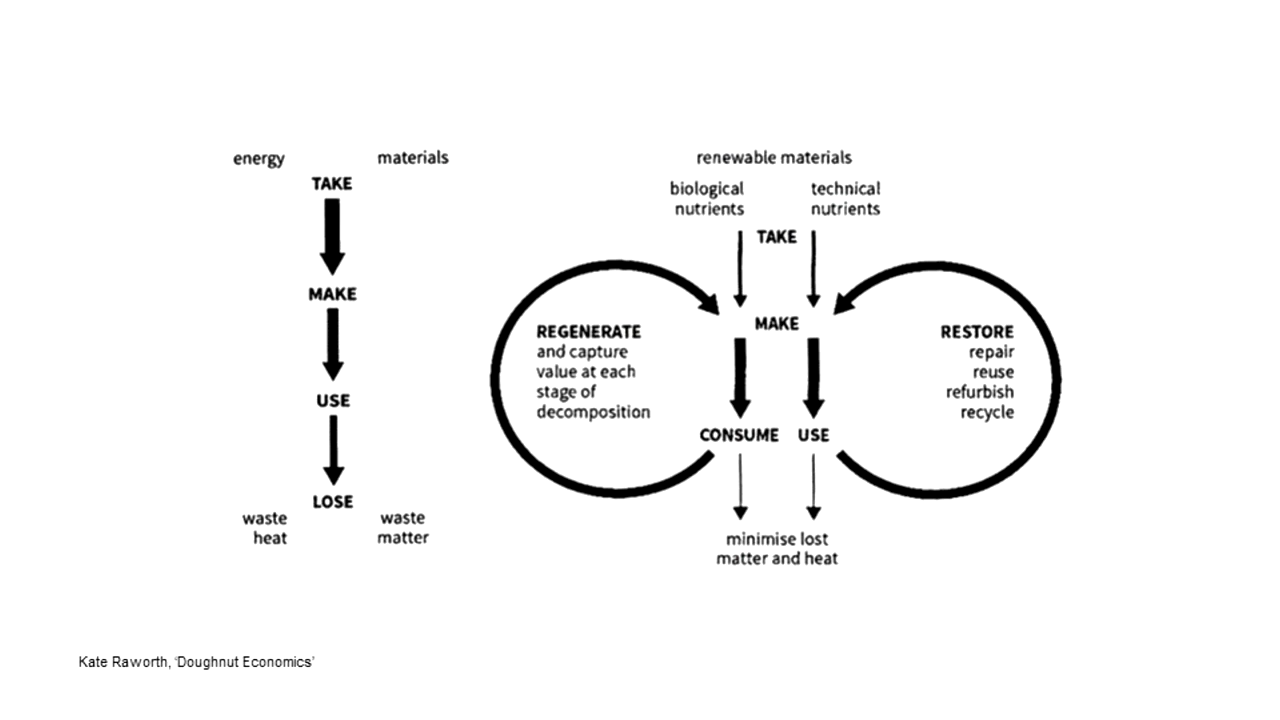 energy
materials
TAKE
MAKE
USE
LOSE
waste
heat
waste
matter
renewable materials
biological
nutrients
technical
nutrients
TAKE
MAKE
REGENERATE
and capture
value at each
stage of
decomposition
RESTORE
repair
reuse
refurbish
recycle
CONSUME
USE
minimise lost
matter and heat
Kate Raworth, ‘Doughnut Economics’